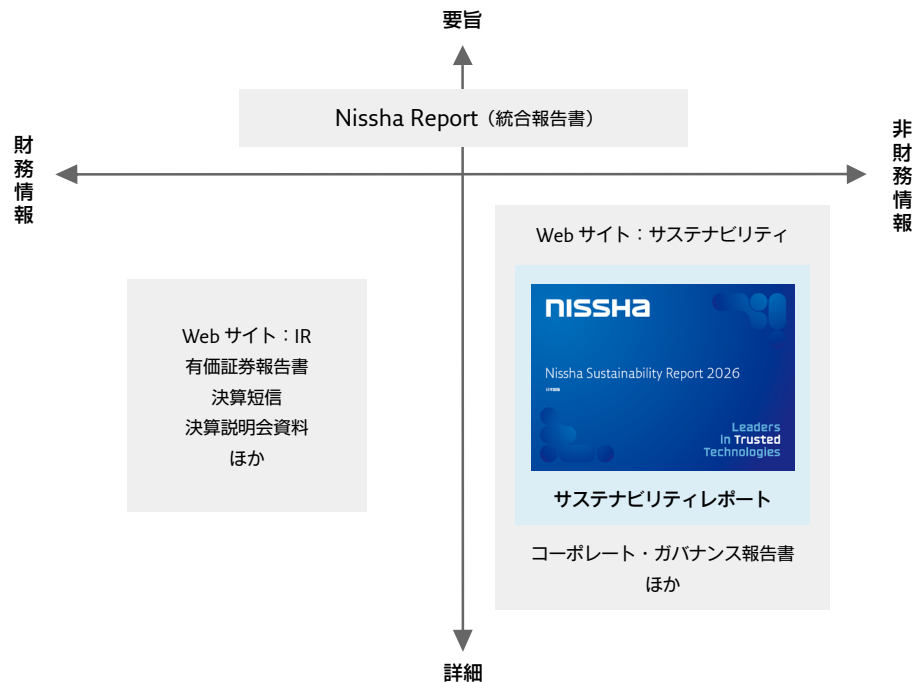 要旨
Nissha Report（統合報告書）
財務情報
非財務情報
Web サイト：サステナビリティ
nissha
Nissha Sustainability Report 2026
日本語版
Leaders
in Trusted
Technologies
サステナビリティレポート
コーポレート・ガバナンス報告書
ほか
Web サイト：IR
有価証券報告書
決算短信
決算説明会資料
ほか
詳細